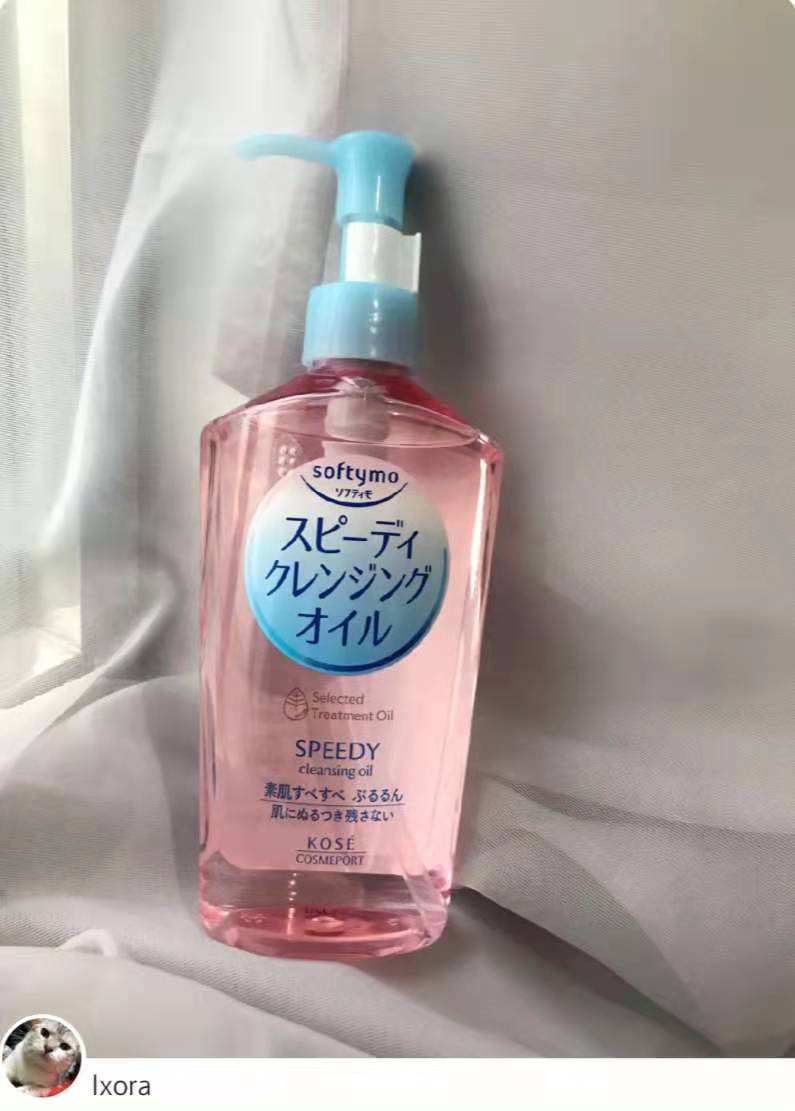 softymo
ソフティモ
スピーディ
クレンジング
オイル
Selected
Treatment Oil
SPEEDY
cleansing oil
素肌すべすべ ぷるるん
肌にぬるつき残さない
KOSÉ
COSMEPORT
Ixora